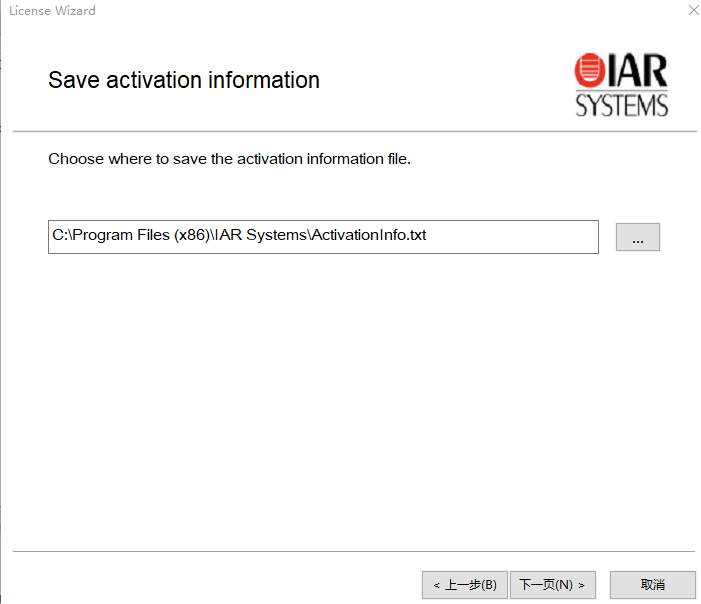 License Wizard
Save activation information
IAR
SYSTEMS
Choose where to save the activation information file.
C:\Program Files (x86)\IAR Systems\ActivationInfo.txt
...
< 上一步(B)
下一页(N) >
取消